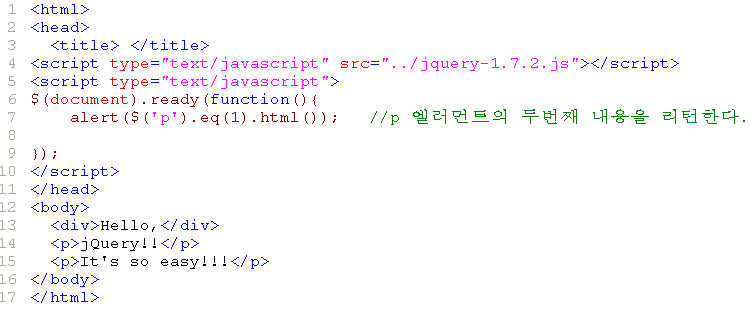 1 <html>
2 <head>
3   <title> </title>
4 <script type="text/javascript" src="../jquery-1.7.2.js"></script>
5 <script type="text/javascript">
6 $(document).ready(function(){
7     alert($('p').eq(1).html());   //p 엘러먼트의 두번째 내용을 리턴한다.
8
9 });
10 </script>
11 </head>
12 <body>
13   <div>Hello,</div>
14   <p>jQuery!!</p>
15   <p>It's so easy!!!</p>
16 </body>
17 </html>